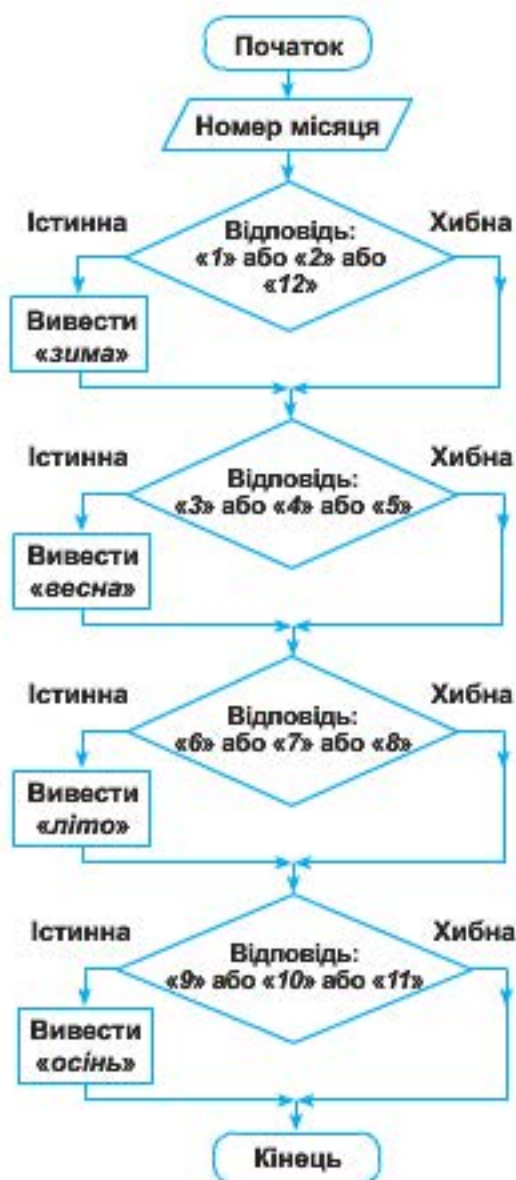 Початок
Номер місяця
Істинна
Хибна
Відповідь:
«1» або «2» або
«12»
Вивести
«зима»
Істинна
Хибна
Відповідь:
«3» або «4» або «5»
Вивести
«весна»
Істинна
Хибна
Відповідь:
«6» або «7» або «8»
Вивести
«літо»
Істинна
Хибна
Відповідь:
«9» або «10» або «11»
Вивести
«осінь»
Кінець